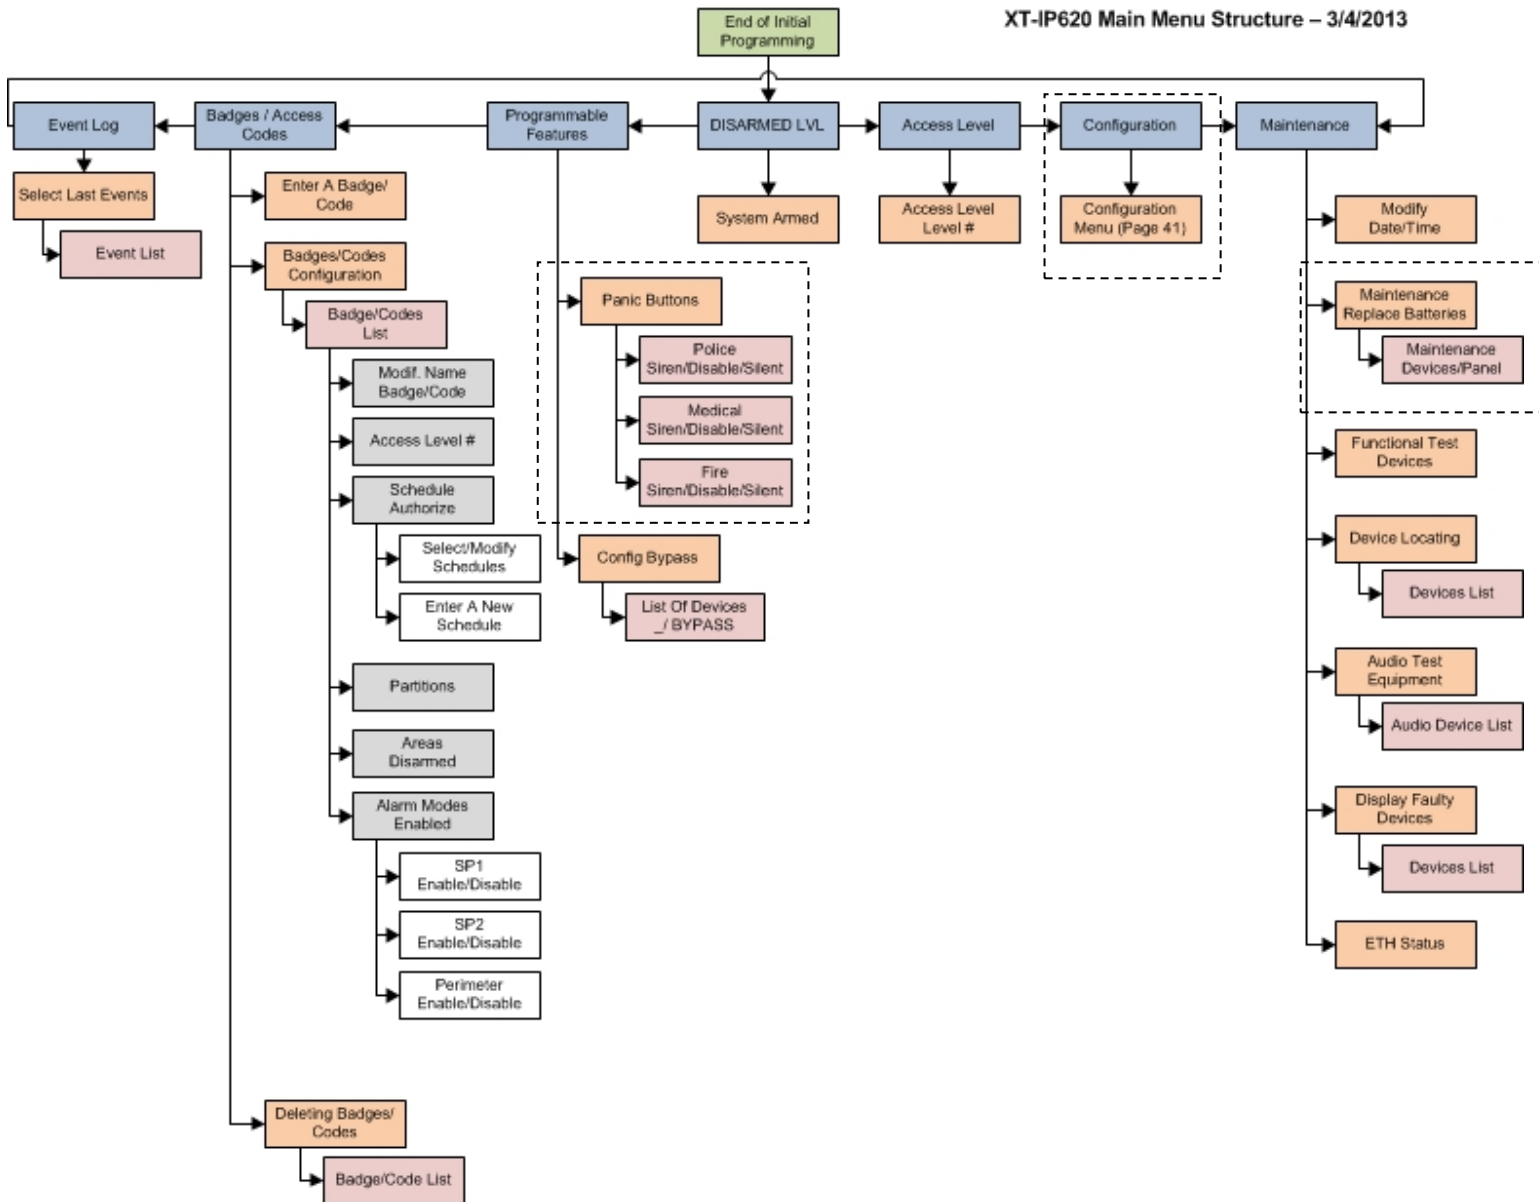 XT-IP620 Main Menu Structure – 3/4/2013
End of Initial
Programming
Event Log
Badges / Access
Codes
Programmable
Features
DISARMED LVL
Access Level
Configuration
Maintenance
Select Last Events
Event List
Enter A Badge/
Code
Badges/Codes
Configuration
Badge/Codes
List
Modif. Name
Badge/Code
Access Level #
Schedule
Authorize
Select/Modify
Schedules
Enter A New
Schedule
Partitions
Areas
Disarmed
Alarm Modes
Enabled
SP1
Enable/Disable
SP2
Enable/Disable
Perimeter
Enable/Disable
Deleting Badges/
Codes
Badge/Code List
Panic Buttons
Police
Siren/Disable/Silent
Medical
Siren/Disable/Silent
Fire
Siren/Disable/Silent
Config Bypass
List Of Devices
_/ BYPASS
System Armed
Access Level
Level #
Configuration
Menu (Page 41)
Modify
Date/Time
Maintenance
Replace Batteries
Maintenance
Devices/Panel
Functional Test
Devices
Device Locating
Devices List
Audio Test
Equipment
Audio Device List
Display Faulty
Devices
Devices List
ETH Status